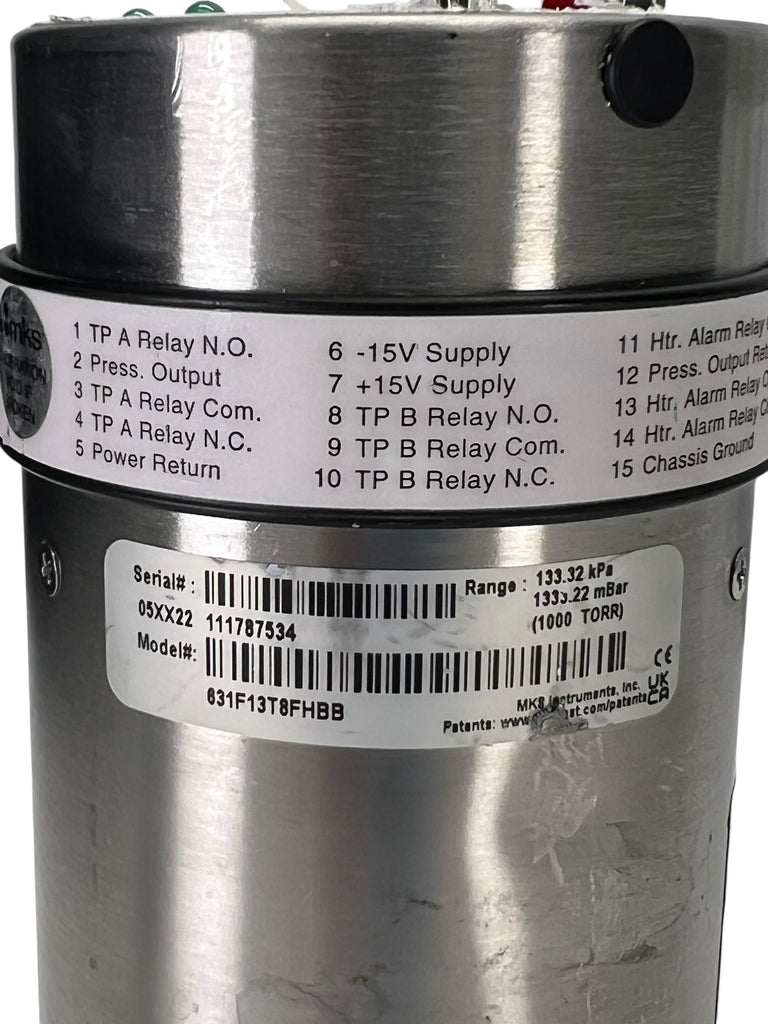 mks
1 TP A Relay N.O.
2 Press. Output
3 TP A Relay Com.
4 TP A Relay N.C.
5 Power Return
6 -15V Supply
7 +15V Supply
8 TP B Relay N.O.
9 TP B Relay Com.
10 TP B Relay N.C.
11 Htr. Alarm Relay
12 Press. Output
13 Htr. Alarm Relay
14 Htr. Alarm Relay
15 Chassis Ground
Serial# :
05XX22 111787534
Range : 133.32 kPa
mBar
(1000 TORR)
Model#:
631F13T8FHBB
CE
UK
CA
MKS Instruments, Inc.
Patents: